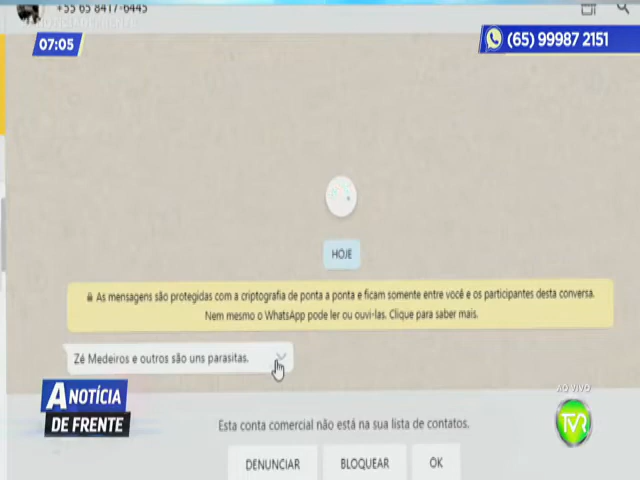 +55 65 8417-6445
07:05
(65) 99987 2151
HOJE
As mensagens são protegidas com a criptografia de ponta a ponta e ficam somente entre você e os participantes desta conversa.
Nem mesmo o WhatsApp pode ler ou ouvi-las. Clique para saber mais.
Zé Medeiros e outros são uns parasitas.
A NOTÍCIA
DE FRENTE
AO VIVO
TVR
Esta conta comercial não está na sua lista de contatos.
DENUNCIAR
BLOQUEAR
OK